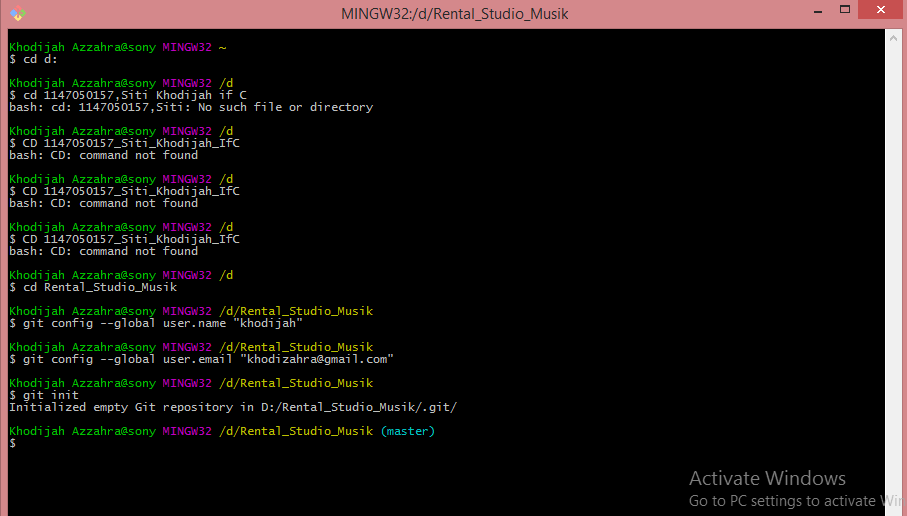 MINGW32:/d/Rental_Studio_Musik
Khodijah Azzahra@sony MINGW32 ~
$ cd d:
Khodijah Azzahra@sony MINGW32 /d
$ cd 1147050157,Siti Khodijah if C
bash: cd: 1147050157,Siti: No such file or directory
Khodijah Azzahra@sony MINGW32 /d
$ CD 1147050157_Siti_Khodijah_IfC
bash: CD: command not found
Khodijah Azzahra@sony MINGW32 /d
$ CD 1147050157_Siti_Khodijah_IfC
bash: CD: command not found
Khodijah Azzahra@sony MINGW32 /d
$ CD 1147050157_Siti_Khodijah_IfC
bash: CD: command not found
Khodijah Azzahra@sony MINGW32 /d
$ cd Rental_Studio_Musik
Khodijah Azzahra@sony MINGW32 /d/Rental_Studio_Musik
$ git config --global user.name "khodijah"
Khodijah Azzahra@sony MINGW32 /d/Rental_Studio_Musik
$ git config --global user.email "khodizahra@gmail.com"
Khodijah Azzahra@sony MINGW32 /d/Rental_Studio_Musik
$ git init
Initialized empty Git repository in D:/Rental_Studio_Musik/.git/
Khodijah Azzahra@sony MINGW32 /d/Rental_Studio_Musik (master)
$
Activate Windows
Go to PC settings to activate Win